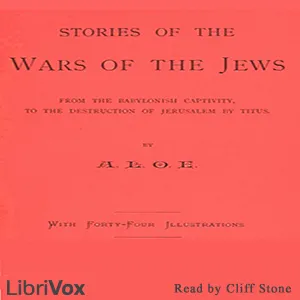 STORIES OF THE
WARS OF THE JEWS
FROM THE BABYLONISH CAPTIVITY,
TO THE DESTRUCTION OF JERUSALEM BY TITUS.
BY
A. L. O. E.
WITH FORTY-FOUR ILLUSTRATIONS
LibriVox
Read by Cliff Stone